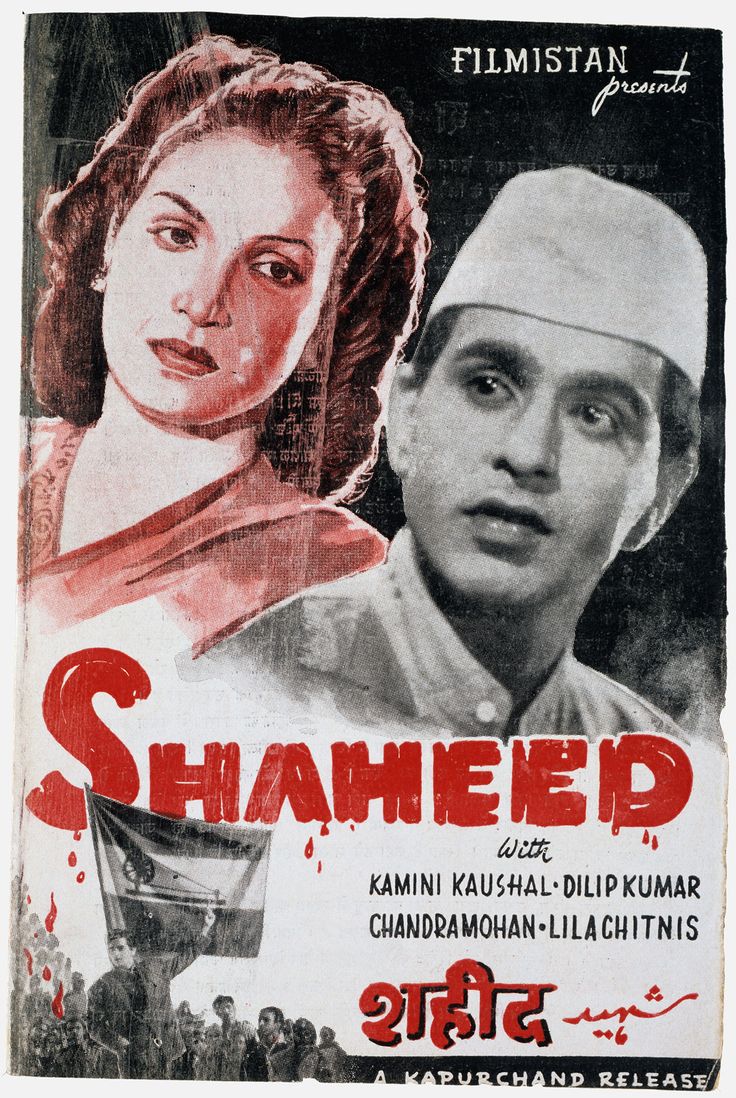 FILMISTAN
presents
SHAHEED
With
KAMINI KAUSHAL·DILIP KUMAR
CHANDRAMOHAN·LILA CHITNIS
शहीद شہید
A KAPURCHAND RELEASE